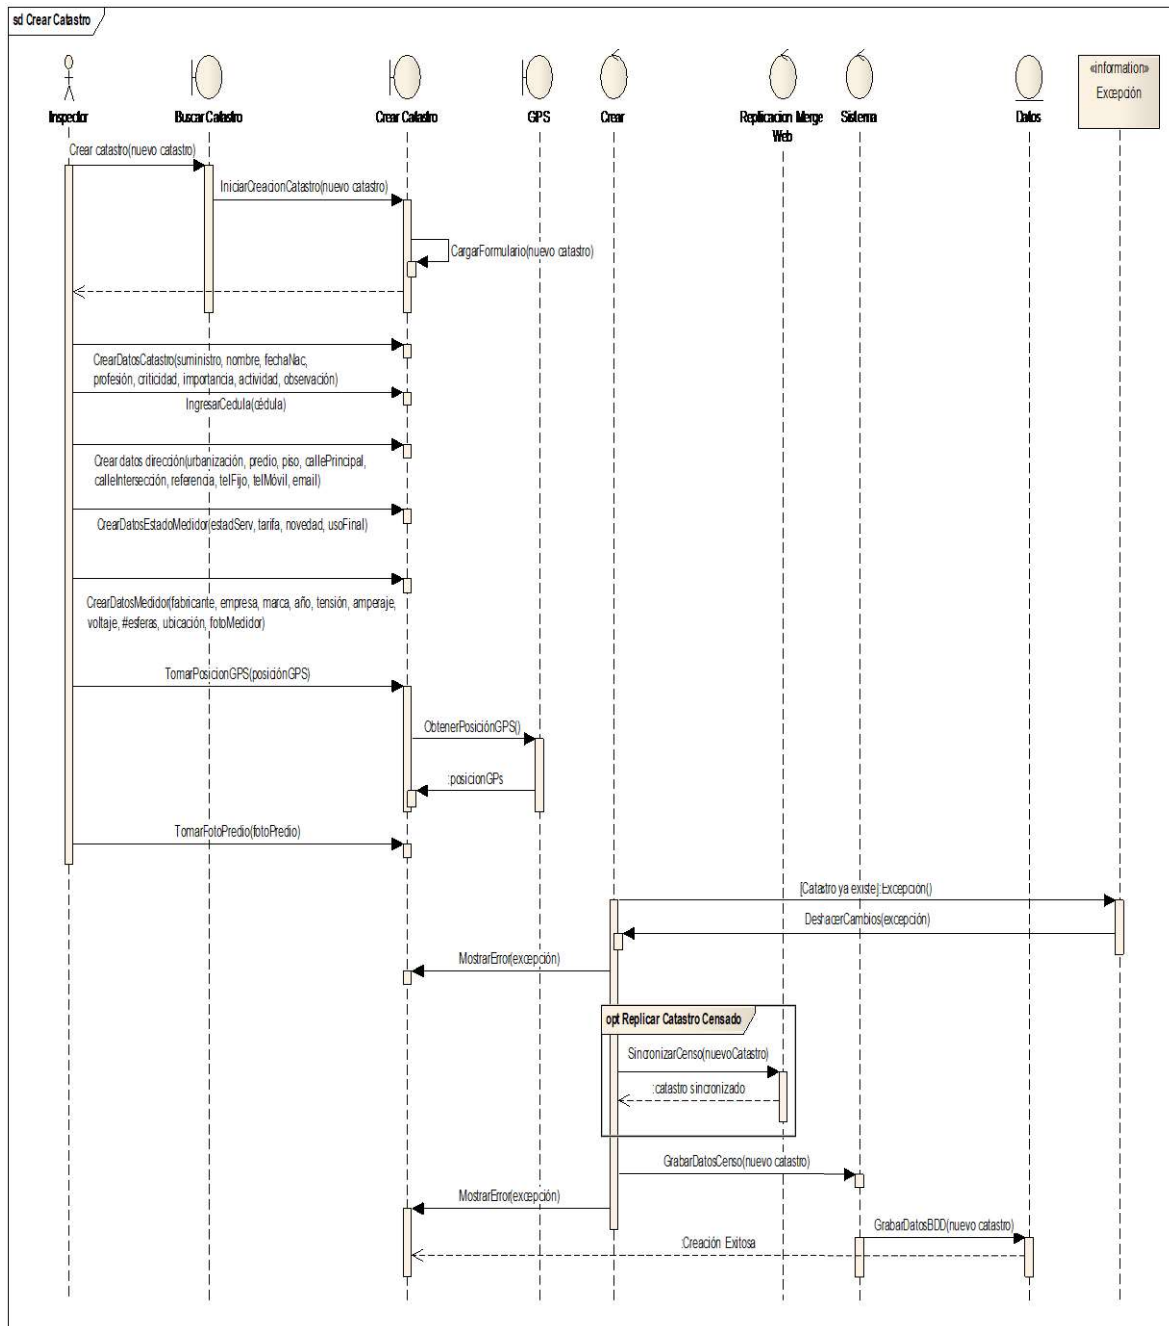 sd Crear Catastro
Inspector
Buscar Catastro
Crear Catastro
GPS
Crear
Replicacion Merge
Web
Sistema
Datos
«information»
Excepción
Crear catastro(nuevo catastro)
IniciarCreacionCatastro(nuevo catastro)
CargarFormulario(nuevo catastro)
CrearDatosCatastro(suministro, nombre, fechaNac,
profesión, criticidad, importancia, actividad, observación)
IngresarCedula(cédula)
Crear datos dirección(urbanización, predio, piso, callePrincipal,
calleIntersección, referencia, telFijo, telMóvil, email)
CrearDatosEstadoMedidor(estadServ, tarifa, novedad, usoFinal)
CrearDatosMedidor(fabricante, empresa, marca, año, tensión, amperaje,
voltaje, #esferas, ubicación, fotoMedidor)
TomarPosicionGPS(posiciónGPS)
ObtenerPosiciónGPS()
:posicionGPs
TomarFotoPredio(fotoPredio)
[Catastro ya existe]:Excepción()
DeshacerCambios(excepción)
MostrarError(excepción)
opt Replicar Catastro Censado
SincronizarCenso(nuevoCatastro)
:catastro sincronizado
GrabarDatosCenso(nuevo catastro)
MostrarError(excepción)
GrabarDatosBDD(nuevo catastro)
:Creación Exitosa